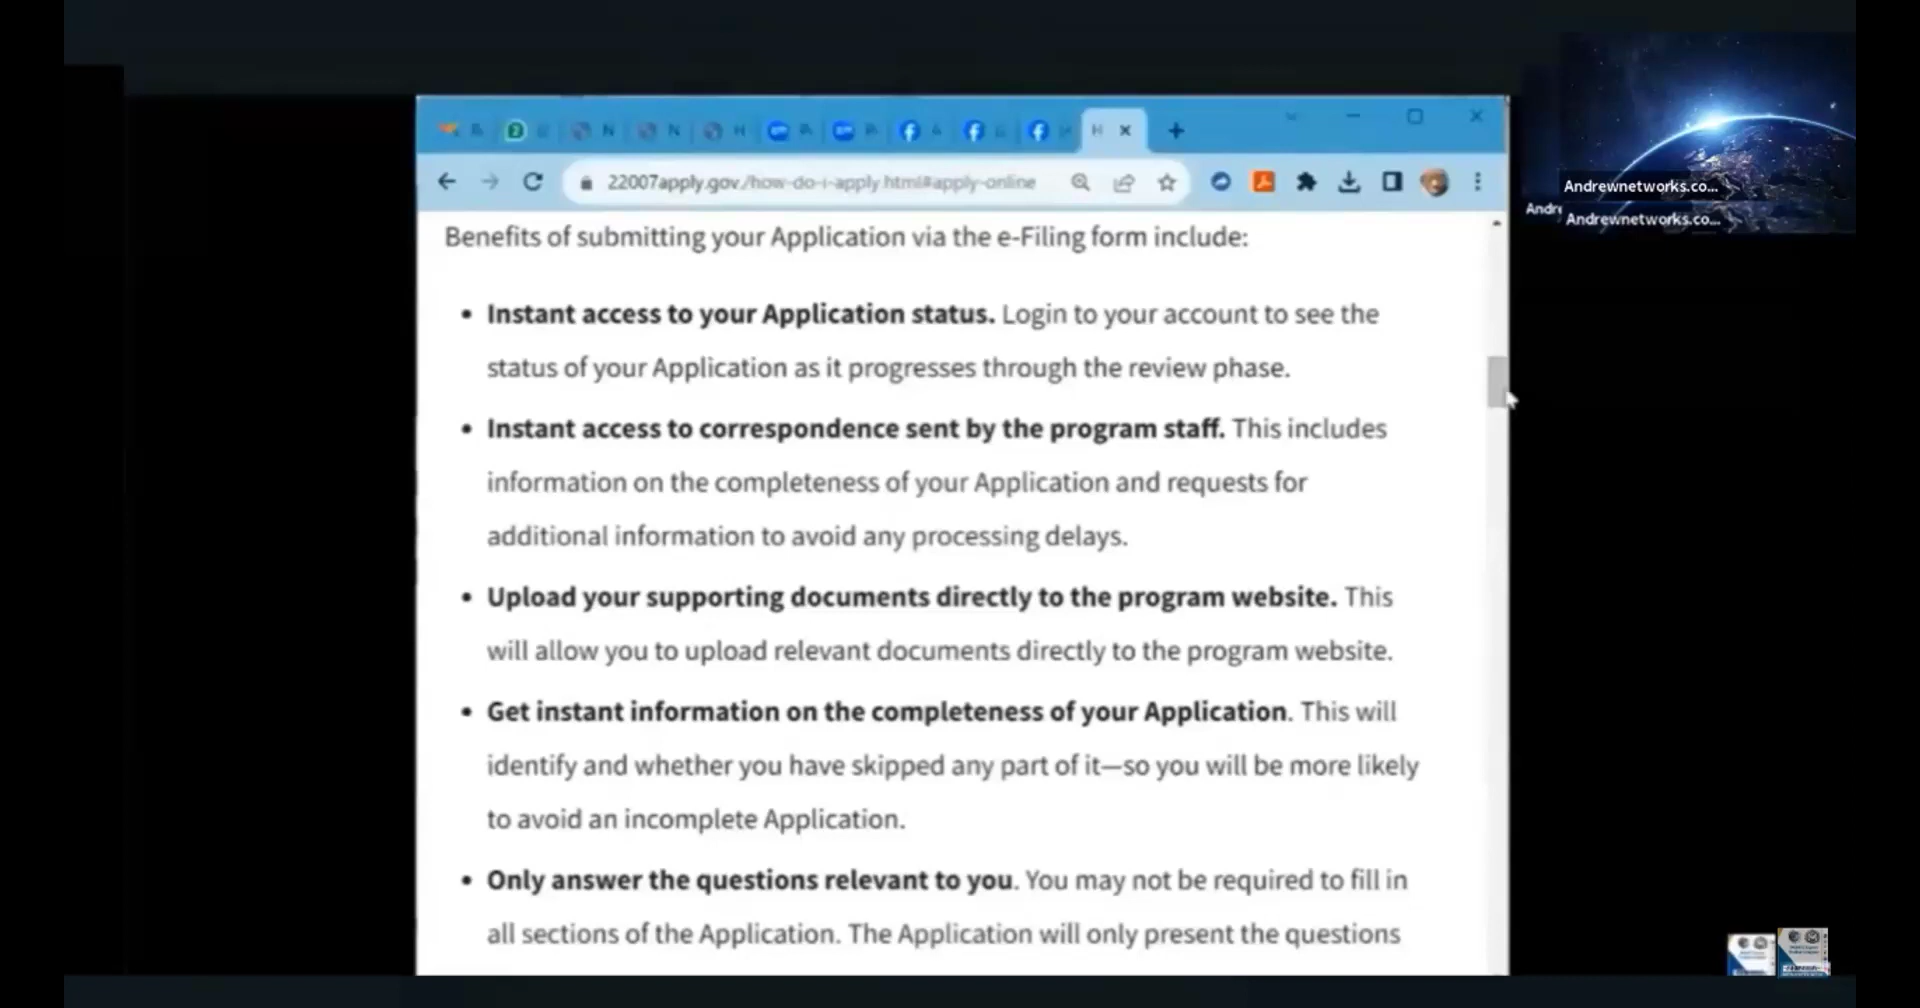 22007apply.gov./how-do-i-apply.html#apply-online
Andrewnetworks.co...
Andre
Andrewnetworks.co...
Benefits of submitting your Application via the e-Filing form include:
• Instant access to your Application status. Login to your account to see the
status of your Application as it progresses through the review phase.
• Instant access to correspondence sent by the program staff. This includes
information on the completeness of your Application and requests for
additional information to avoid any processing delays.
• Upload your supporting documents directly to the program website. This
will allow you to upload relevant documents directly to the program website.
• Get instant information on the completeness of your Application. This will
identify and whether you have skipped any part of it—so you will be more likely
to avoid an incomplete Application.
• Only answer the questions relevant to you. You may not be required to fill in
all sections of the Application. The Application will only present the questions